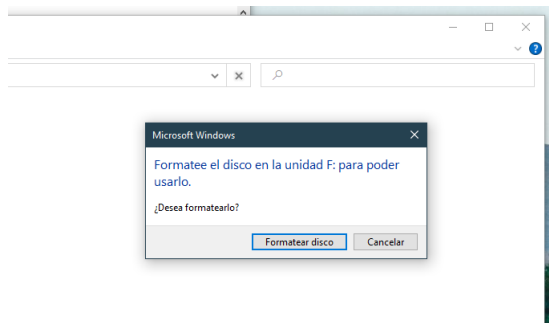 Microsoft Windows
Formatee el disco en la unidad F: para poder
usarlo.
¿Desea formatearlo?
Formatear disco Cancelar